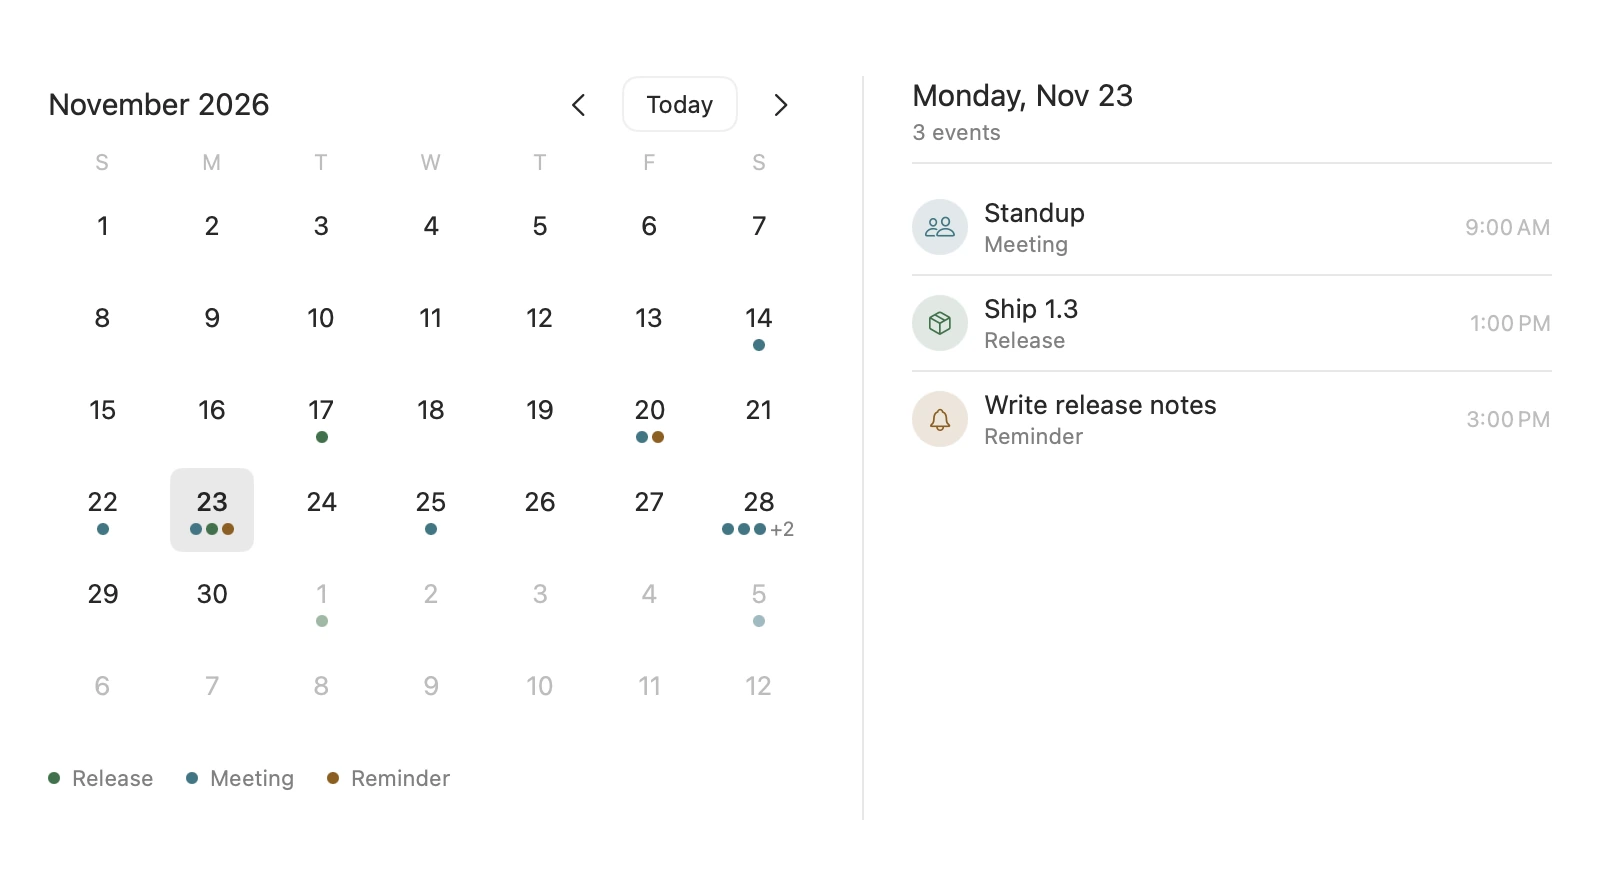 November 2026
Today
S M T W T F S
1 2 3 4 5 6 7
8 9 10 11 12 13 14
15 16 17 18 19 20 21
22 23 24 25 26 27 28
+2
29 30 1 2 3 4 5
6 7 8 9 10 11 12
Release Meeting Reminder
Monday, Nov 23
3 events
Standup
Meeting
9:00 AM
Ship 1.3
Release
1:00 PM
Write release notes
Reminder
3:00 PM